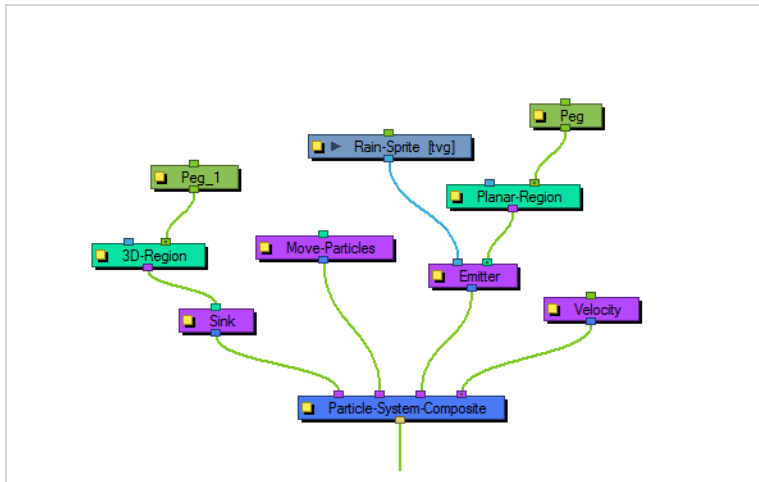 Peg
Rain-Sprite [tvg]
Peg_1
Planar-Region
3D-Region
Move-Particles
Emitter
Sink
Velocity
Particle-System-Composite